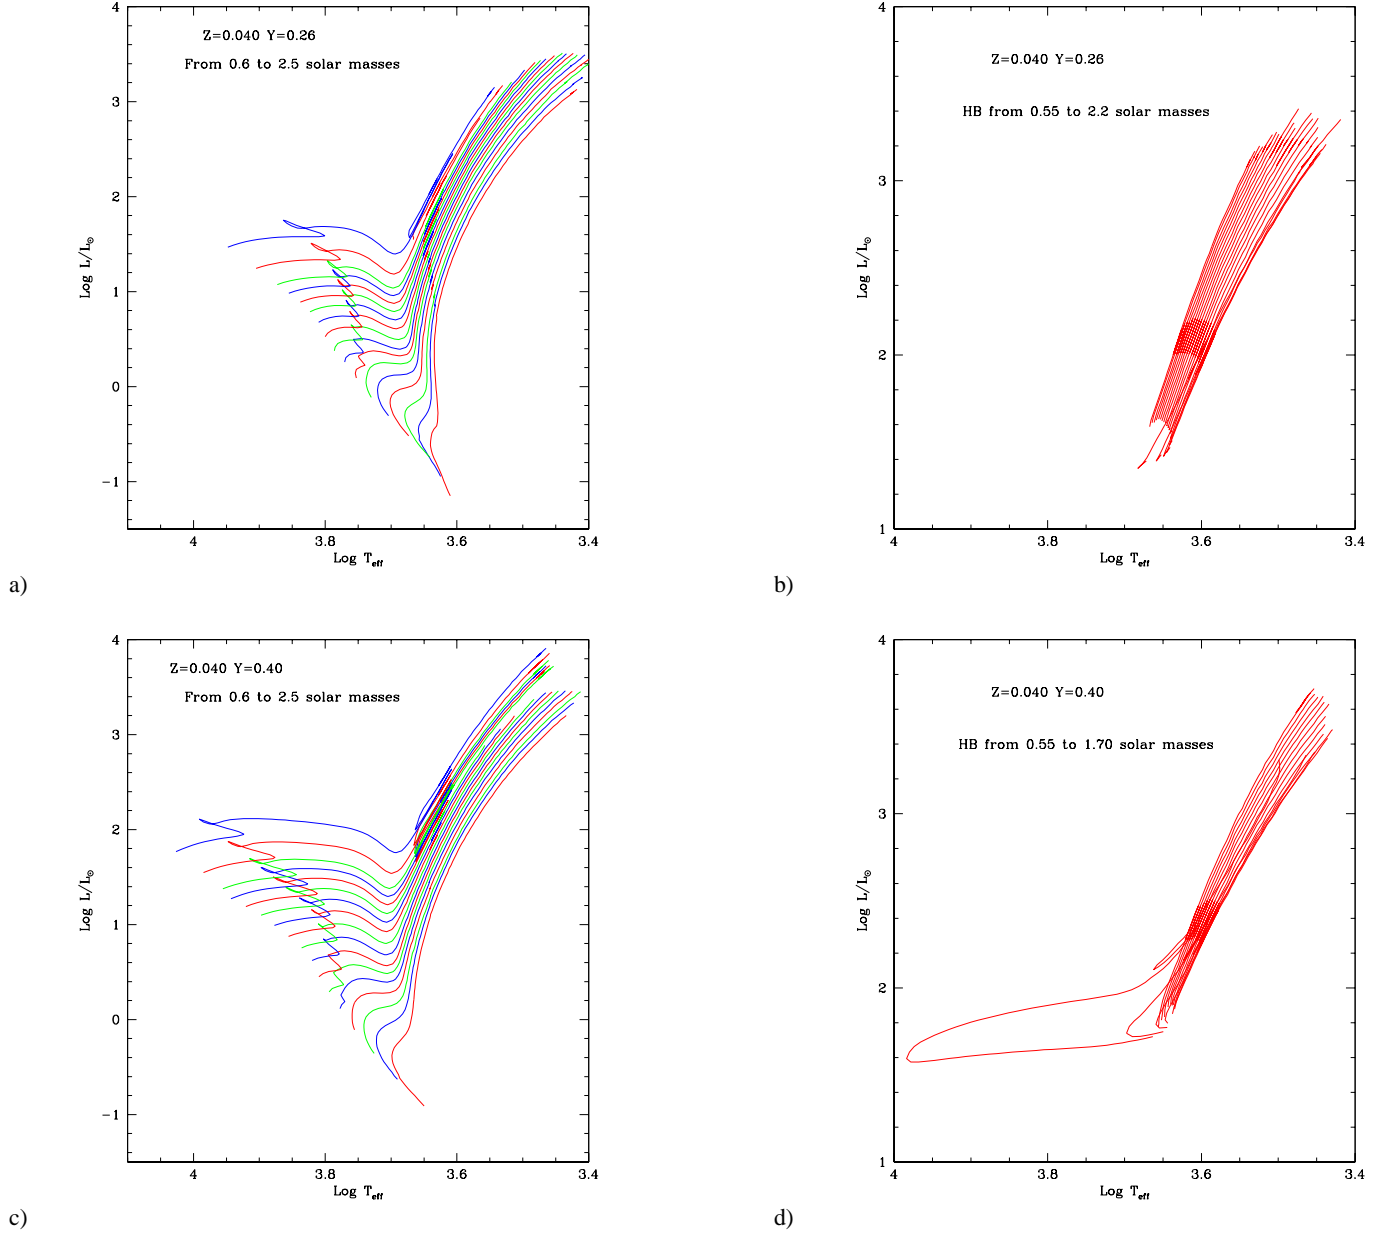 4
3
2
1
0
−1
4
3.8
3.6
3.4
Log L/L⊙
Log Teff
Z=0.040 Y=0.26
From 0.6 to 2.5 solar masses
a)
4
3
2
1
4
3.8
3.6
3.4
Log L/L⊙
Log Teff
Z=0.040 Y=0.26
HB from 0.55 to 2.2 solar masses
b)
4
3
2
1
0
−1
4
3.8
3.6
3.4
Log L/L⊙
Log Teff
Z=0.040 Y=0.40
From 0.6 to 2.5 solar masses
c)
4
3
2
1
4
3.8
3.6
3.4
Log L/L⊙
Log Teff
Z=0.040 Y=0.40
HB from 0.55 to 1.70 solar masses
d)